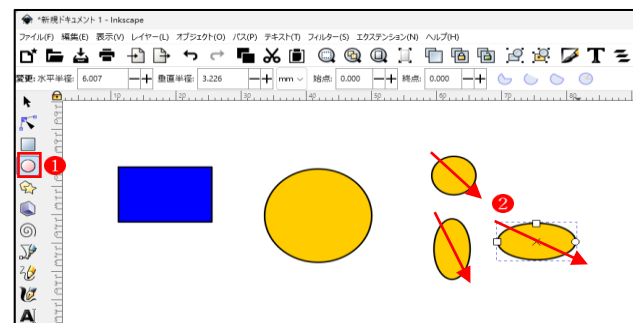 *新規ドキュメント 1 - Inkscape
ファイル(F) 編集(E) 表示(V) レイヤー(L) オブジェクト(O) パス(P) テキスト(T) フィルター(S) エクステンション(N) ヘルプ(H)
変更: 水平半径: 6.007 垂直半径: 3.226 mm 始点: 0.000 終点: 0.000
10 20 30 40 50 60 70 80
1
2